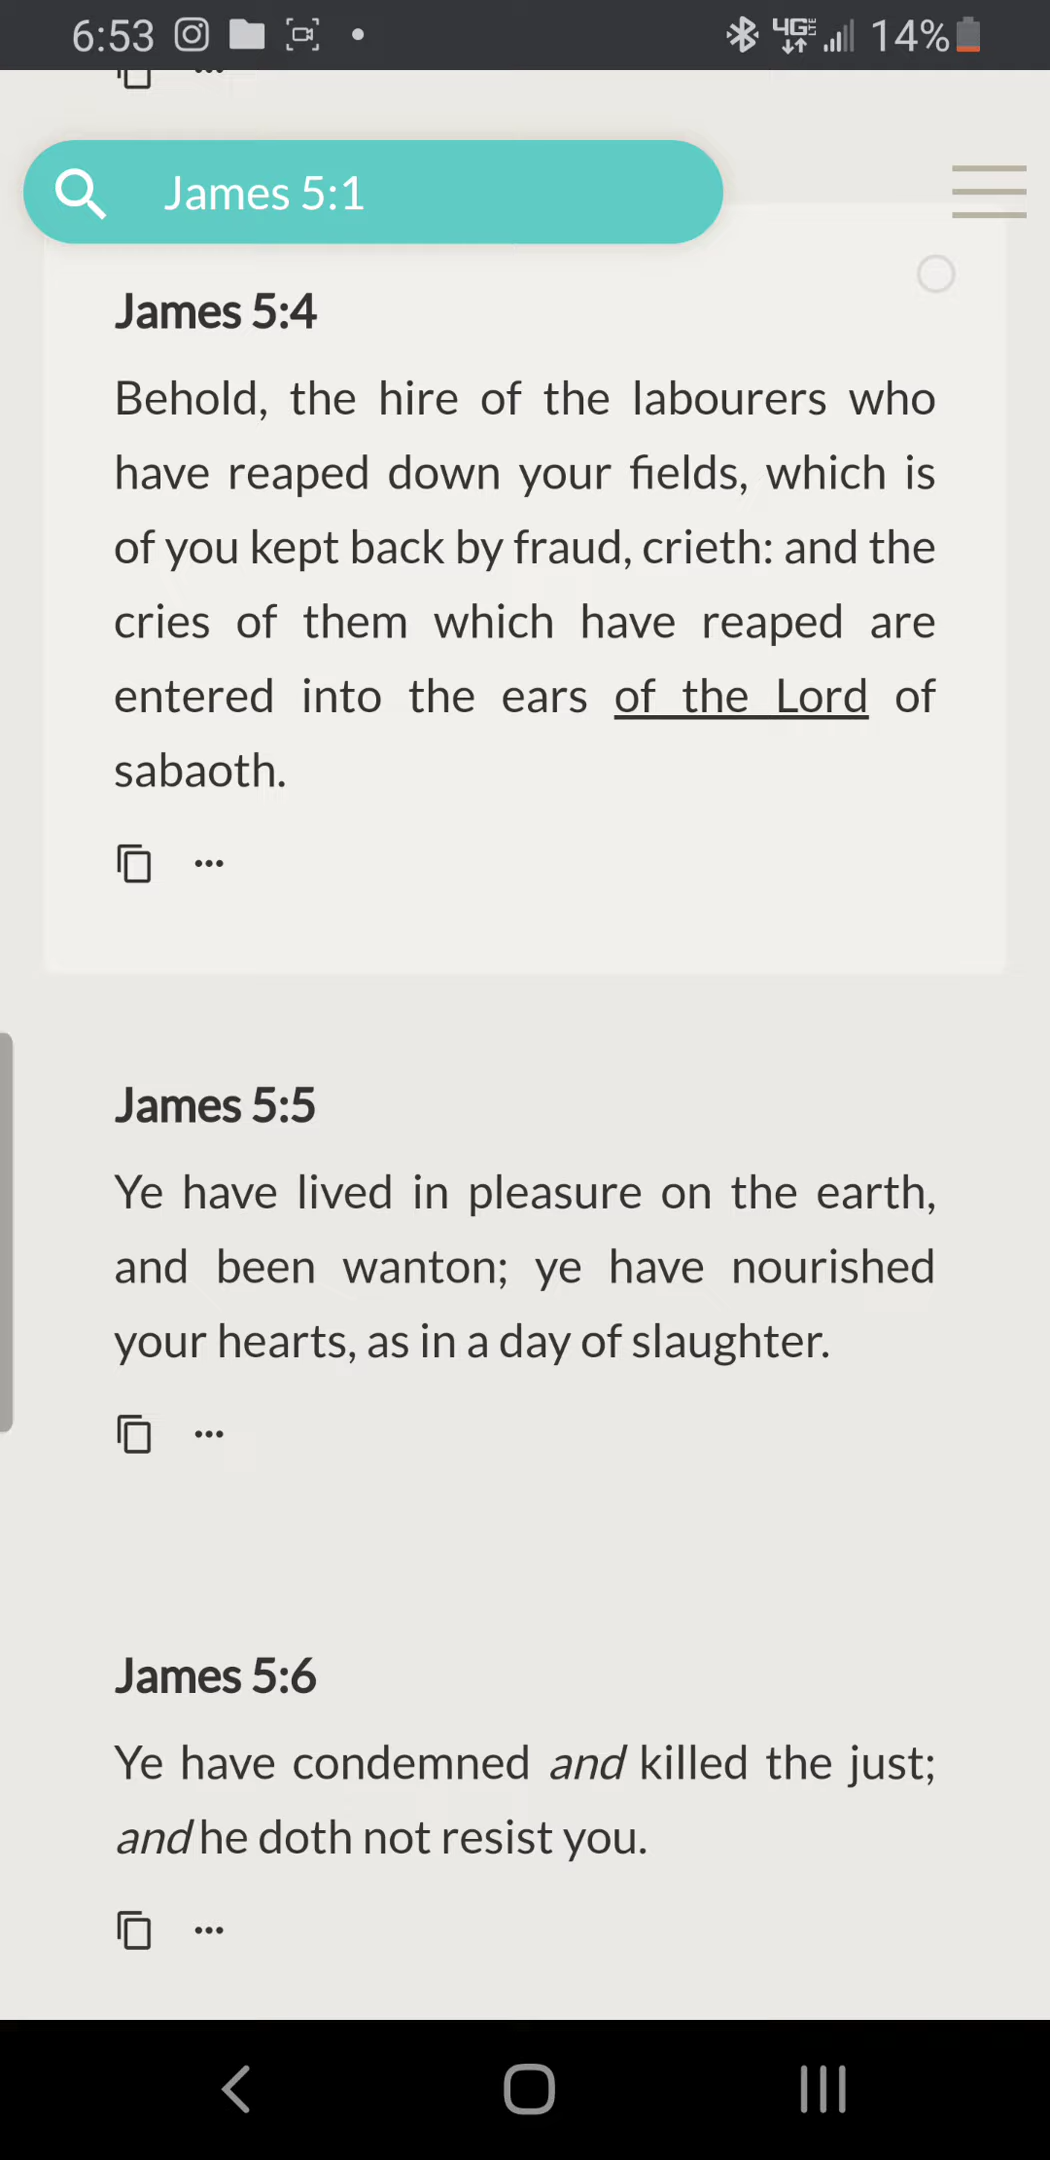 6:53
4G LTE
14%
James 5:1
James 5:4
Behold, the hire of the labourers who
have reaped down your fields, which is
of you kept back by fraud, crieth: and the
cries of them which have reaped are
entered into the ears of the Lord of
sabaoth.
James 5:5
Ye have lived in pleasure on the earth,
and been wanton; ye have nourished
your hearts, as in a day of slaughter.
James 5:6
Ye have condemned and killed the just;
and he doth not resist you.